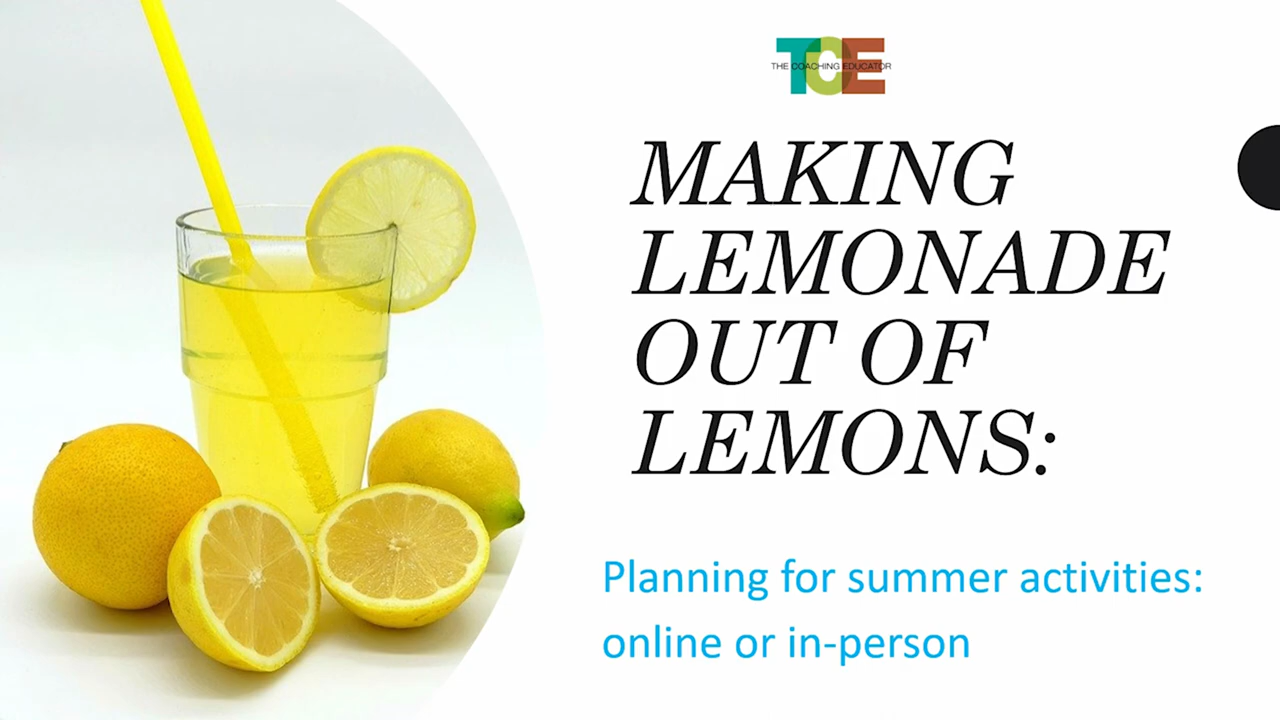 TCE
THE COACHING EDUCATOR
MAKING
LEMONADE
OUT OF
LEMONS:
Planning for summer activities:
online or in-person